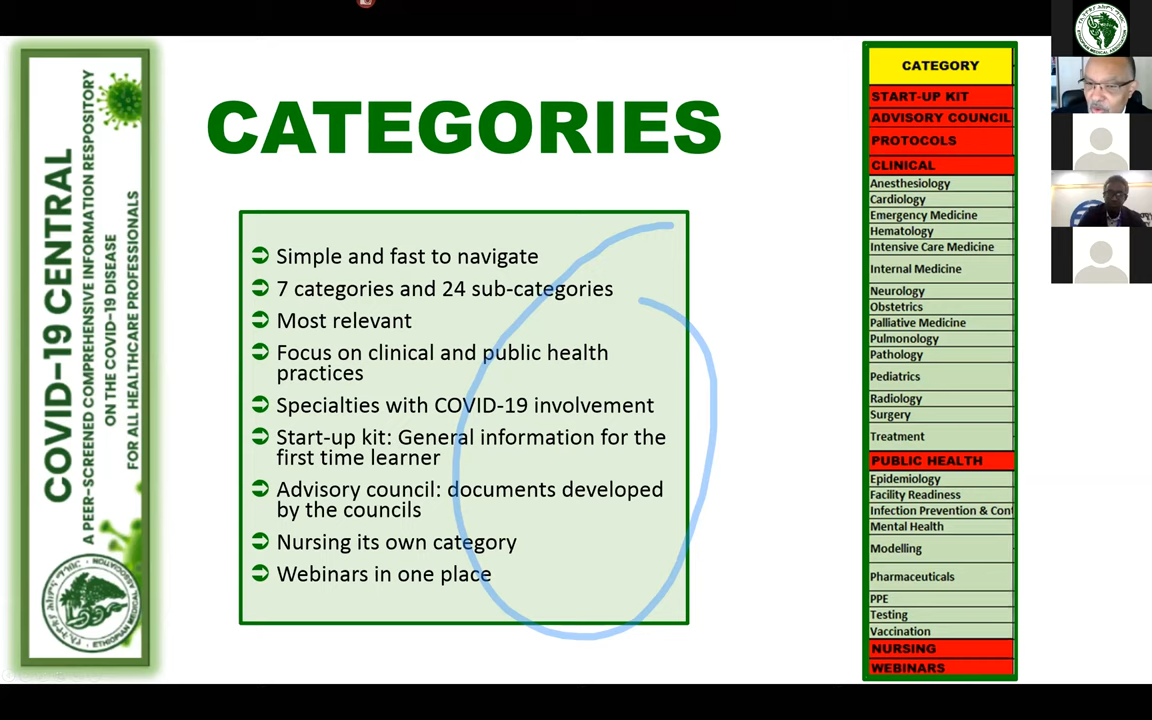 COVID-19 CENTRAL
A PEER-SCREENED COMPREHENSIVE INFORMATION RESPOSITORY
ON THE COVID-19 DISEASE
FOR ALL HEALTHCARE PROFESSIONALS
ETHIOPIAN MEDICAL ASSOCIATION
CATEGORIES
Simple and fast to navigate
7 categories and 24 sub-categories
Most relevant
Focus on clinical and public health
practices
Specialties with COVID-19 involvement
Start-up kit: General information for the
first time learner
Advisory council: documents developed
by the councils
Nursing its own category
Webinars in one place
CATEGORY
START-UP KIT
ADVISORY COUNCIL
PROTOCOLS
CLINICAL
Anesthesiology
Cardiology
Emergency Medicine
Hematology
Intensive Care Medicine
Internal Medicine
Neurology
Obstetrics
Palliative Medicine
Pulmonology
Pathology
Pediatrics
Radiology
Surgery
Treatment
PUBLIC HEALTH
Epidemiology
Facility Readiness
Infection Prevention & Cont
Mental Health
Modelling
Pharmaceuticals
PPE
Testing
Vaccination
NURSING
WEBINARS